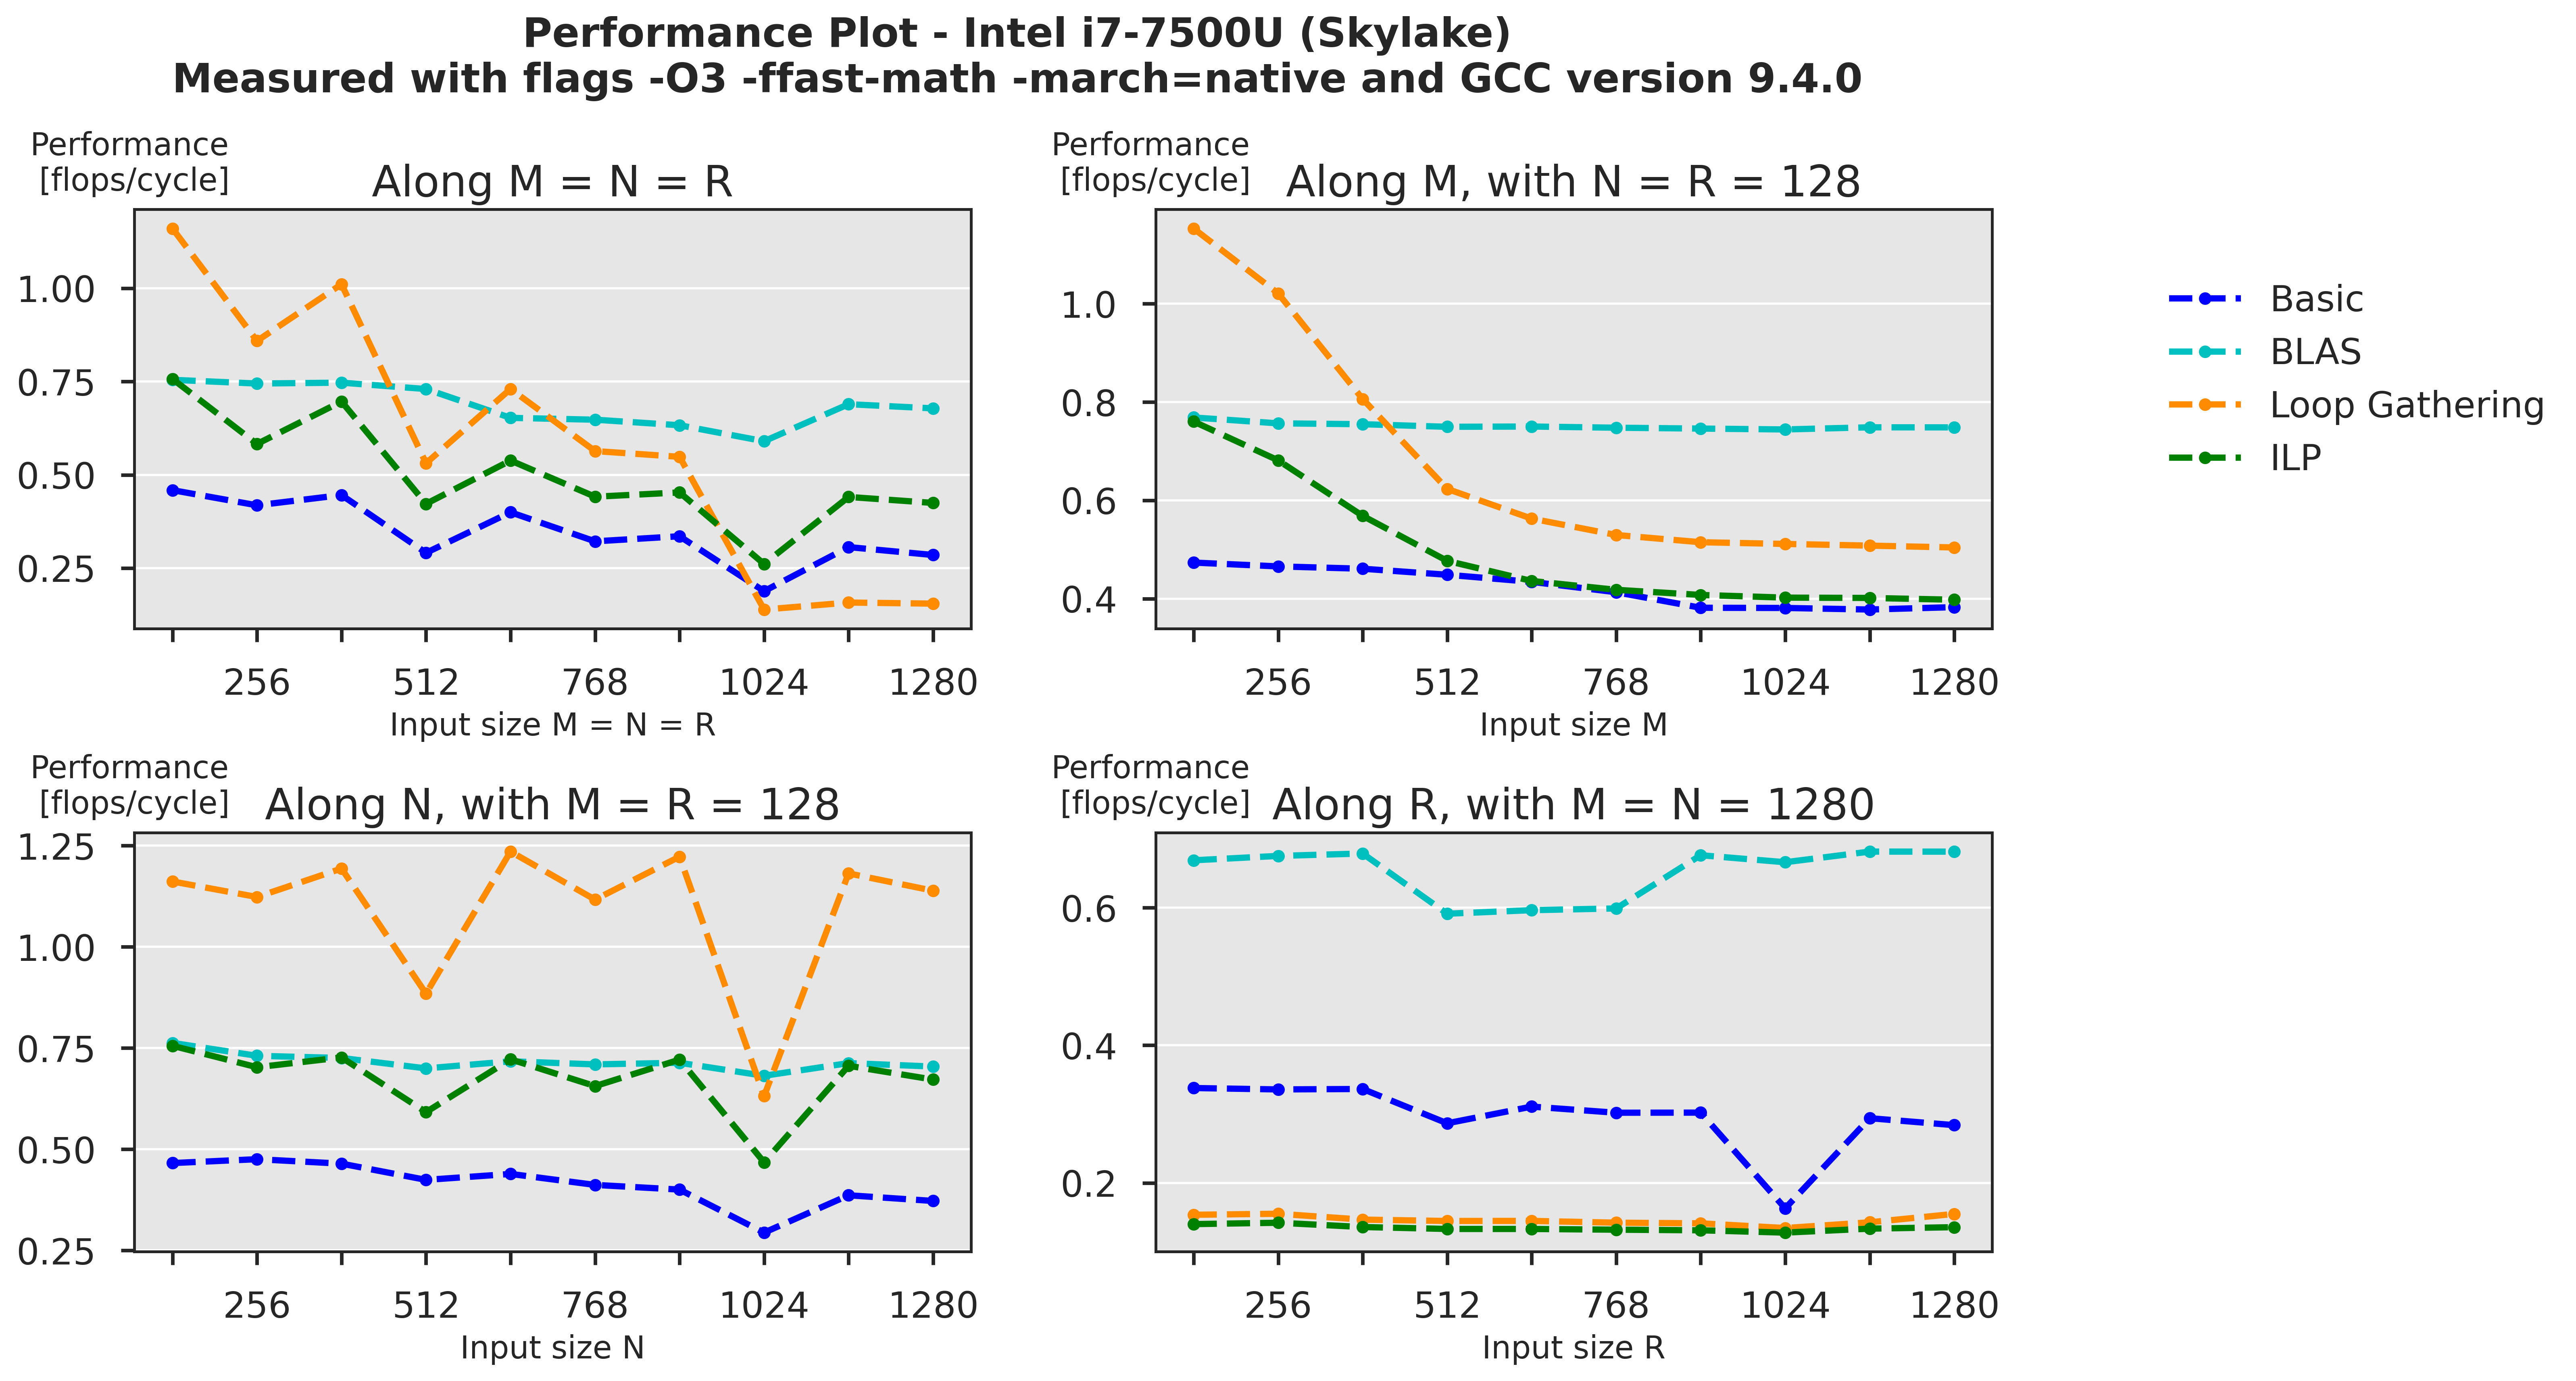 Performance Plot - Intel i7-7500U (Skylake)
Measured with flags -O3 -ffast-math -march=native and GCC version 9.4.0
Performance
[flops/cycle]
Along M = N = R
1.00
0.75
0.50
0.25
256 512 768 1024 1280
Input size M = N = R
Performance
[flops/cycle]
Along M, with N = R = 128
1.0
0.8
0.6
0.4
256 512 768 1024 1280
Input size M
Basic
BLAS
Loop Gathering
ILP
Performance
[flops/cycle]
Along N, with M = R = 128
1.25
1.00
0.75
0.50
0.25
256 512 768 1024 1280
Input size N
Performance
[flops/cycle]
Along R, with M = N = 1280
0.6
0.4
0.2
256 512 768 1024 1280
Input size R